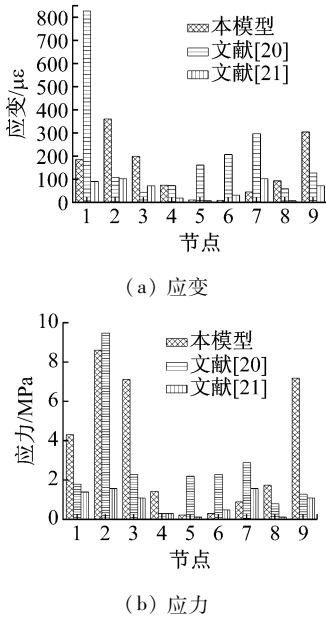 800
700
600
500
400
300
200
100
0
应变/με
本模型
文献[20]
文献[21]
1 2 3 4 5 6 7 8 9
节点
(a) 应变
10
8
6
4
2
0
应力/MPa
本模型
文献[20]
文献[21]
1 2 3 4 5 6 7 8 9
节点
(b) 应力